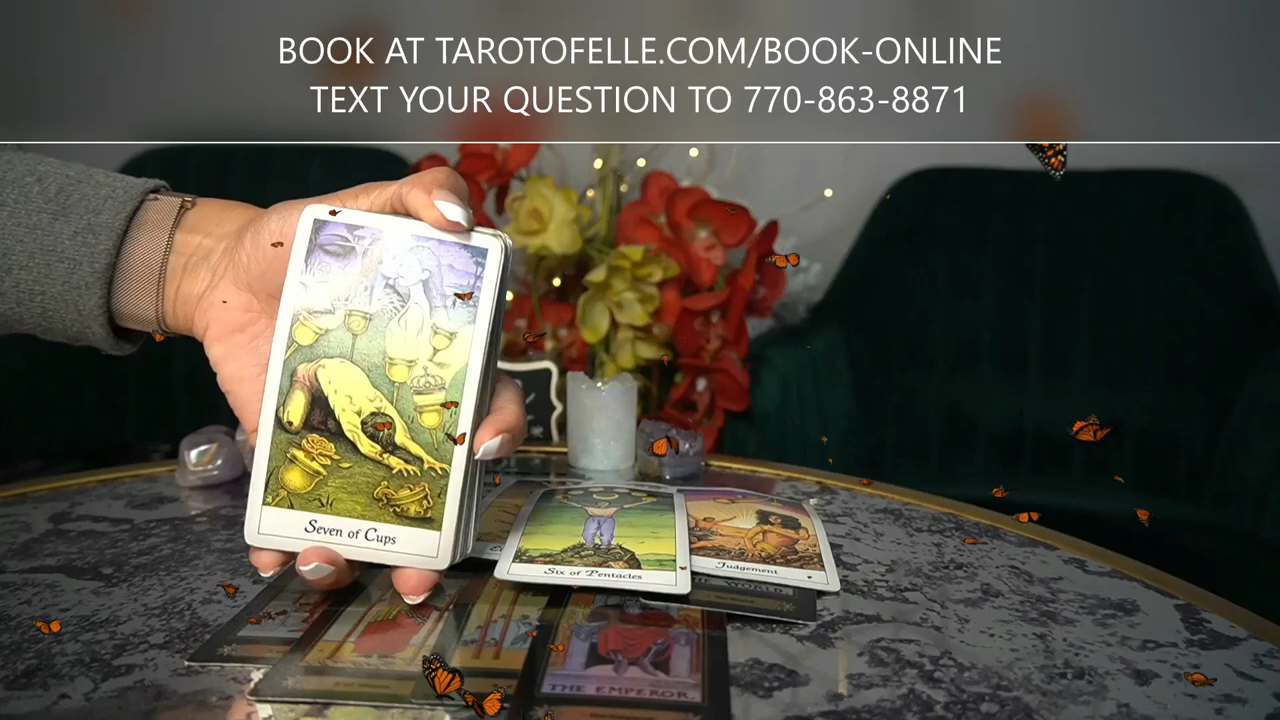 BOOK AT TAROTOFELLE.COM/BOOK-ONLINE
TEXT YOUR QUESTION TO 770-863-8871
Seven of Cups
Six of Pentacles
Judgement
WORLD
THE EMPEROR.